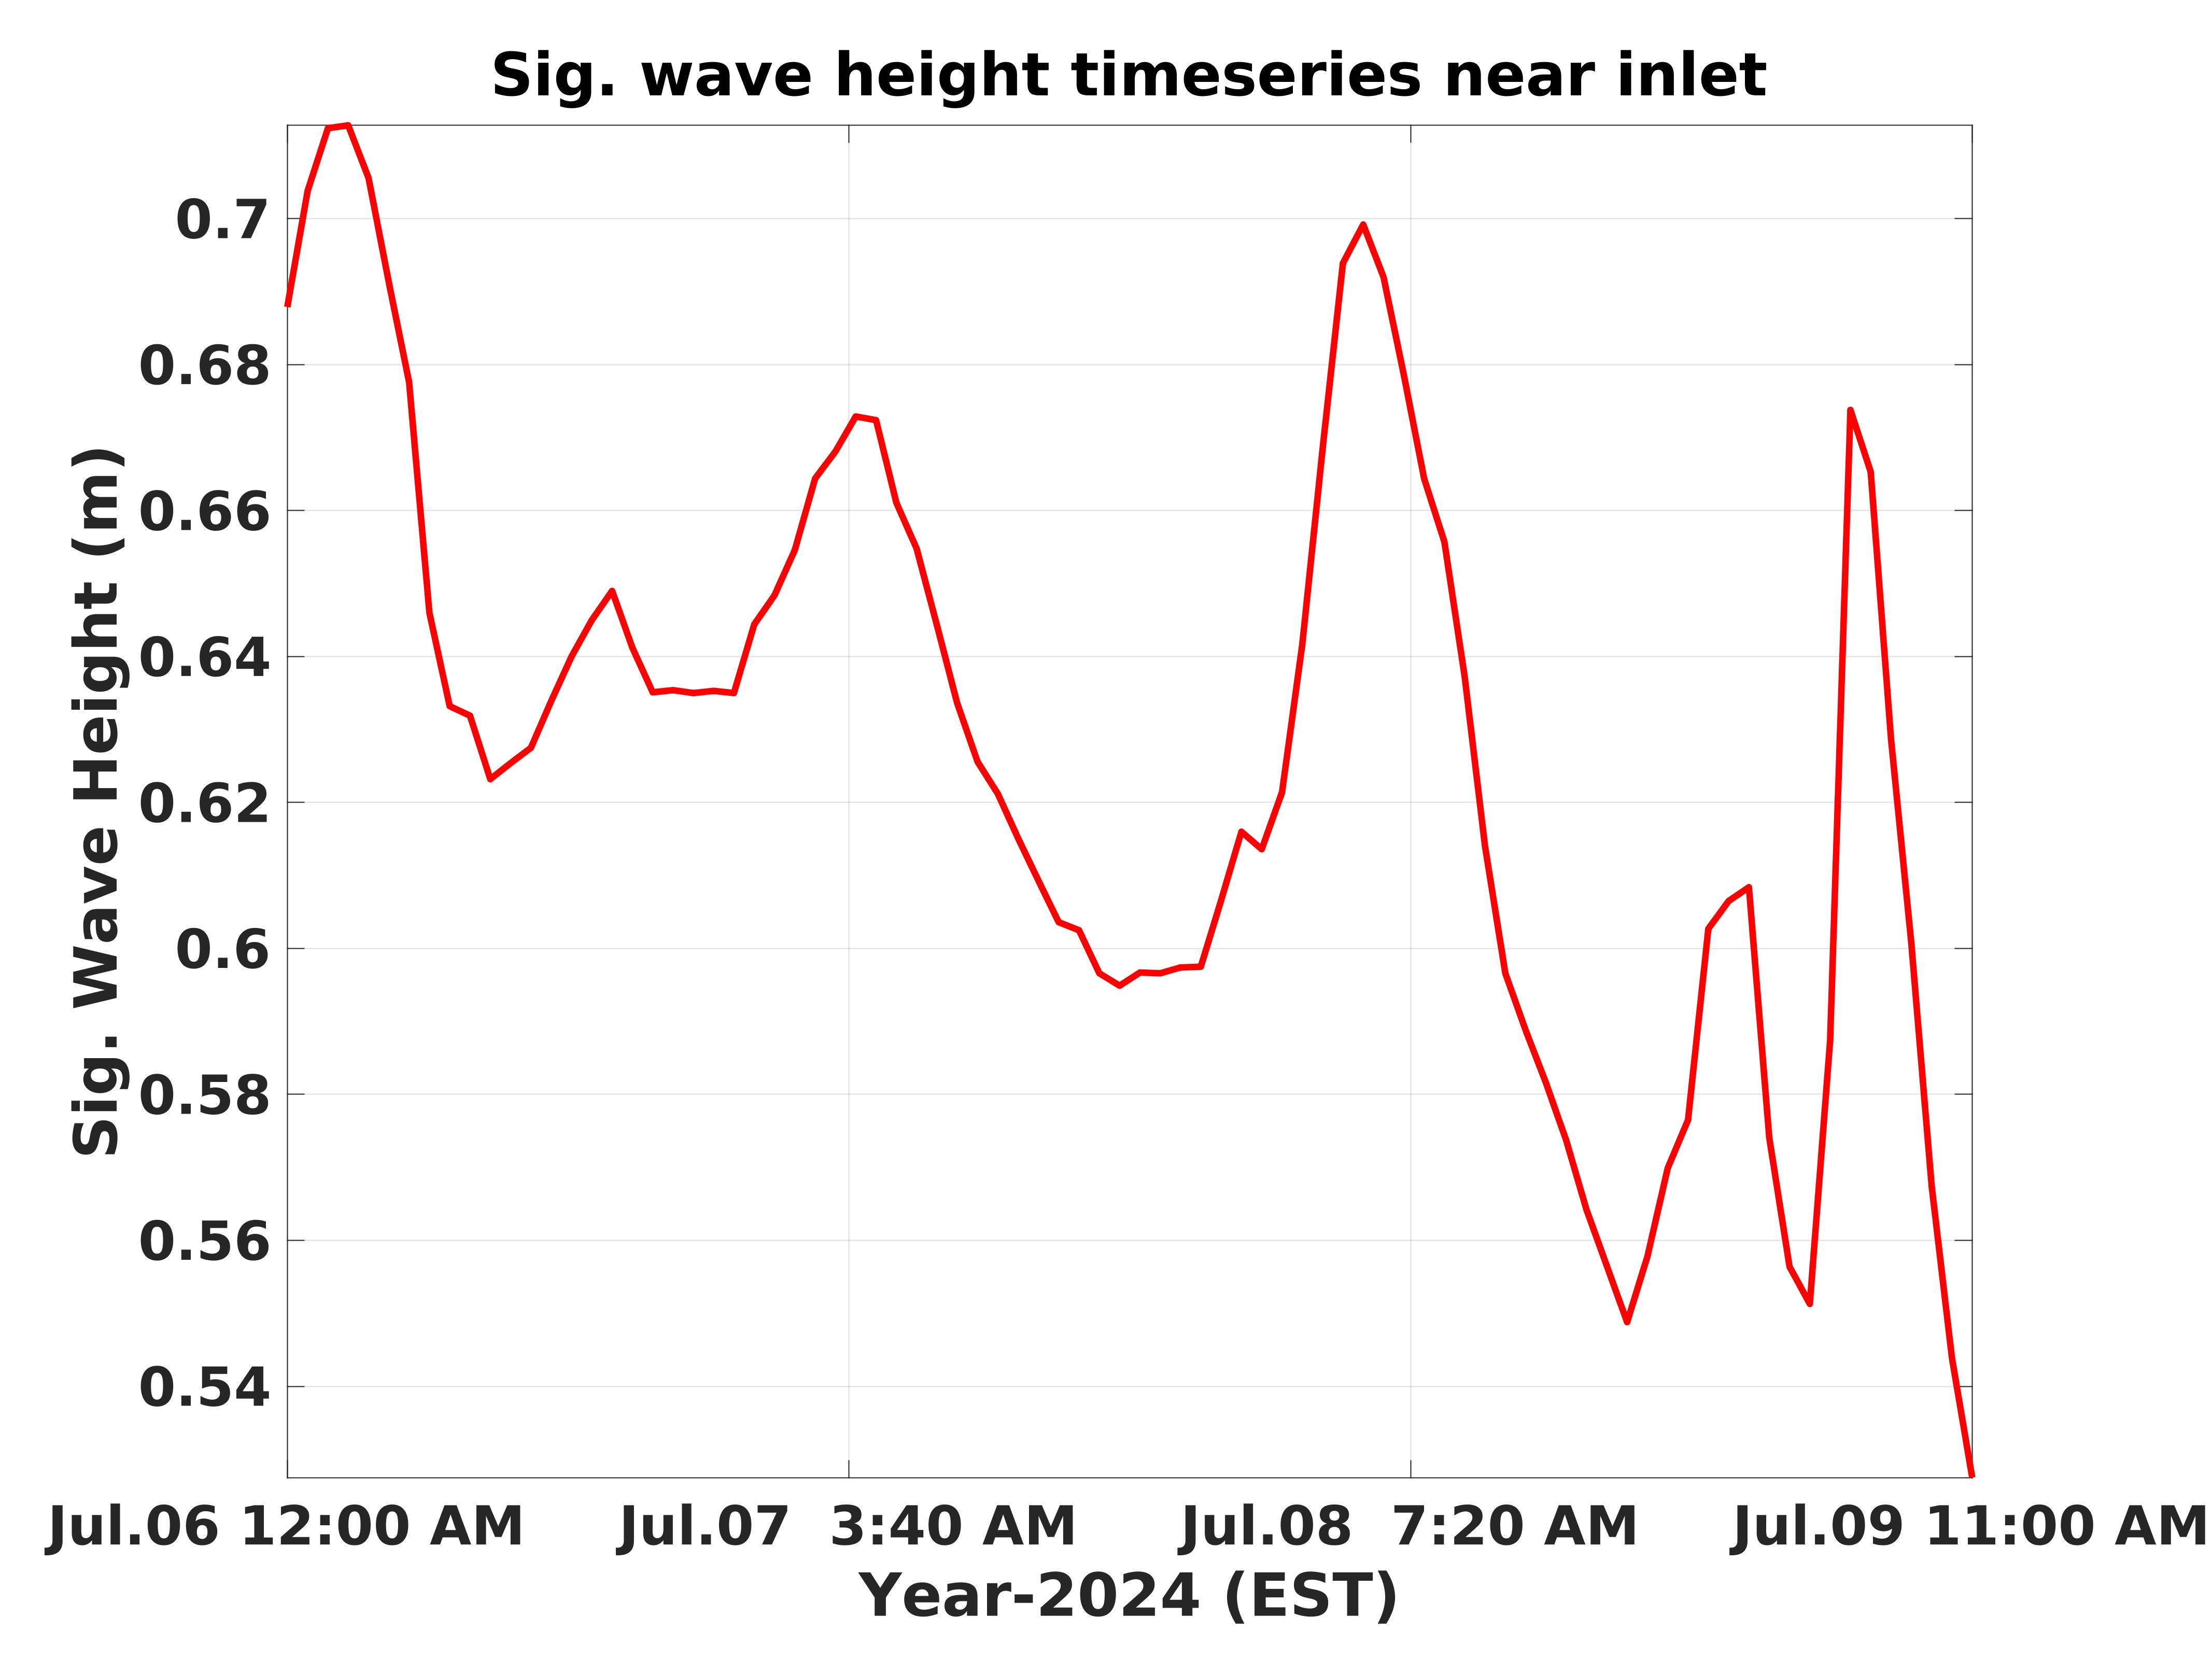 Sig. wave height timeseries near inlet
Sig. Wave Height (m)
0.7
0.68
0.66
0.64
0.62
0.6
0.58
0.56
0.54
Jul.06 12:00 AM Jul.07 3:40 AM Jul.08 7:20 AM Jul.09 11:00 AM
Year-2024 (EST)